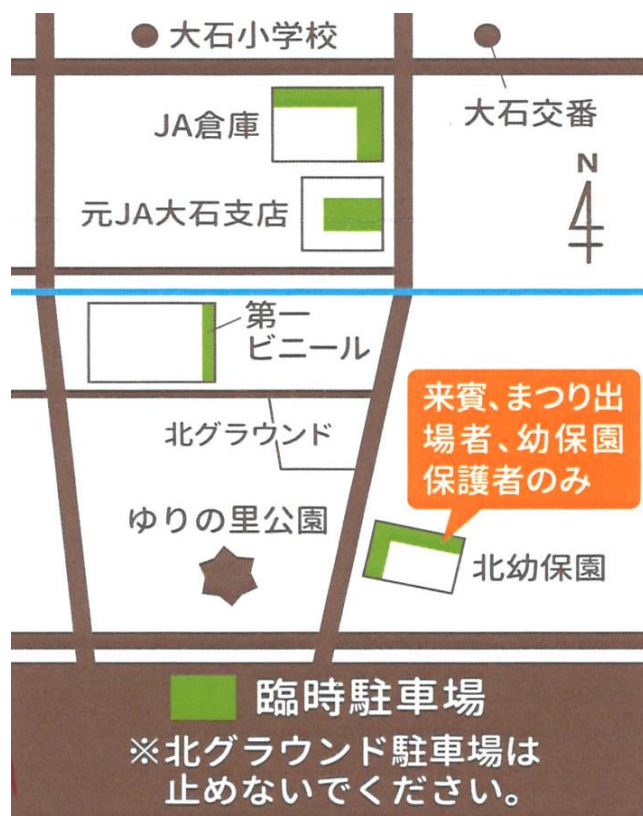 大石小学校
大石交番
JA倉庫
N
元JA大石支店
第一
ビニール
来賓、まつり出
場者、幼保園
保護者のみ
北グラウンド
ゆりの里公園
北幼保園
臨時駐車場
※北グラウンド駐車場は
止めないでください。